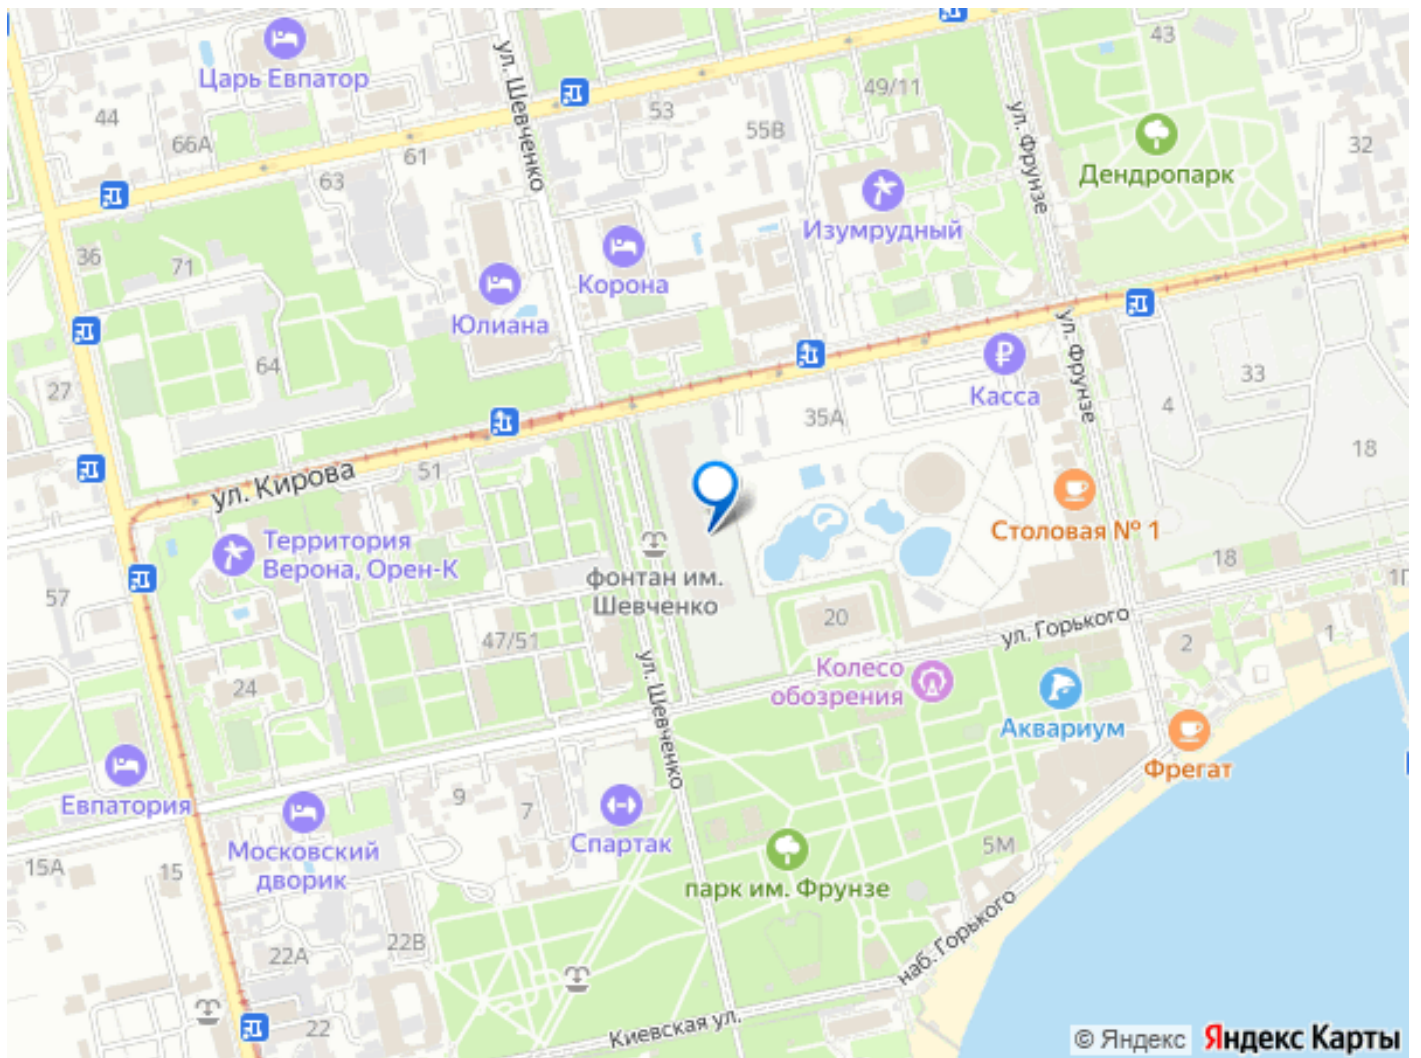 43
ул. Шевченко
Царь Евпатор
49/11
44
53
55В
ул. Фрунзе
66А
61
32
63
Дендропарк
Изумрудный
36
71
Корона
Юлиана
ул. Фрунзе
64
33
27
Касса
4
35А
18
51
ул. Кирова
Столовая № 1
Территория
Верона, Орен-К
18
фонтан им.
Шевченко
57
1Г
20
ул. Горького
47/51
2
1
Колесо
обозрения
24
ул. Шевченко
Аквариум
Фрегат
Евпатория
9
7
Спартак
Московский
дворик
5М
15А
15
парк им. Фрунзе
наб. Горького
22В
22А
22
Киевская ул.
© Яндекс Яндекс Карты